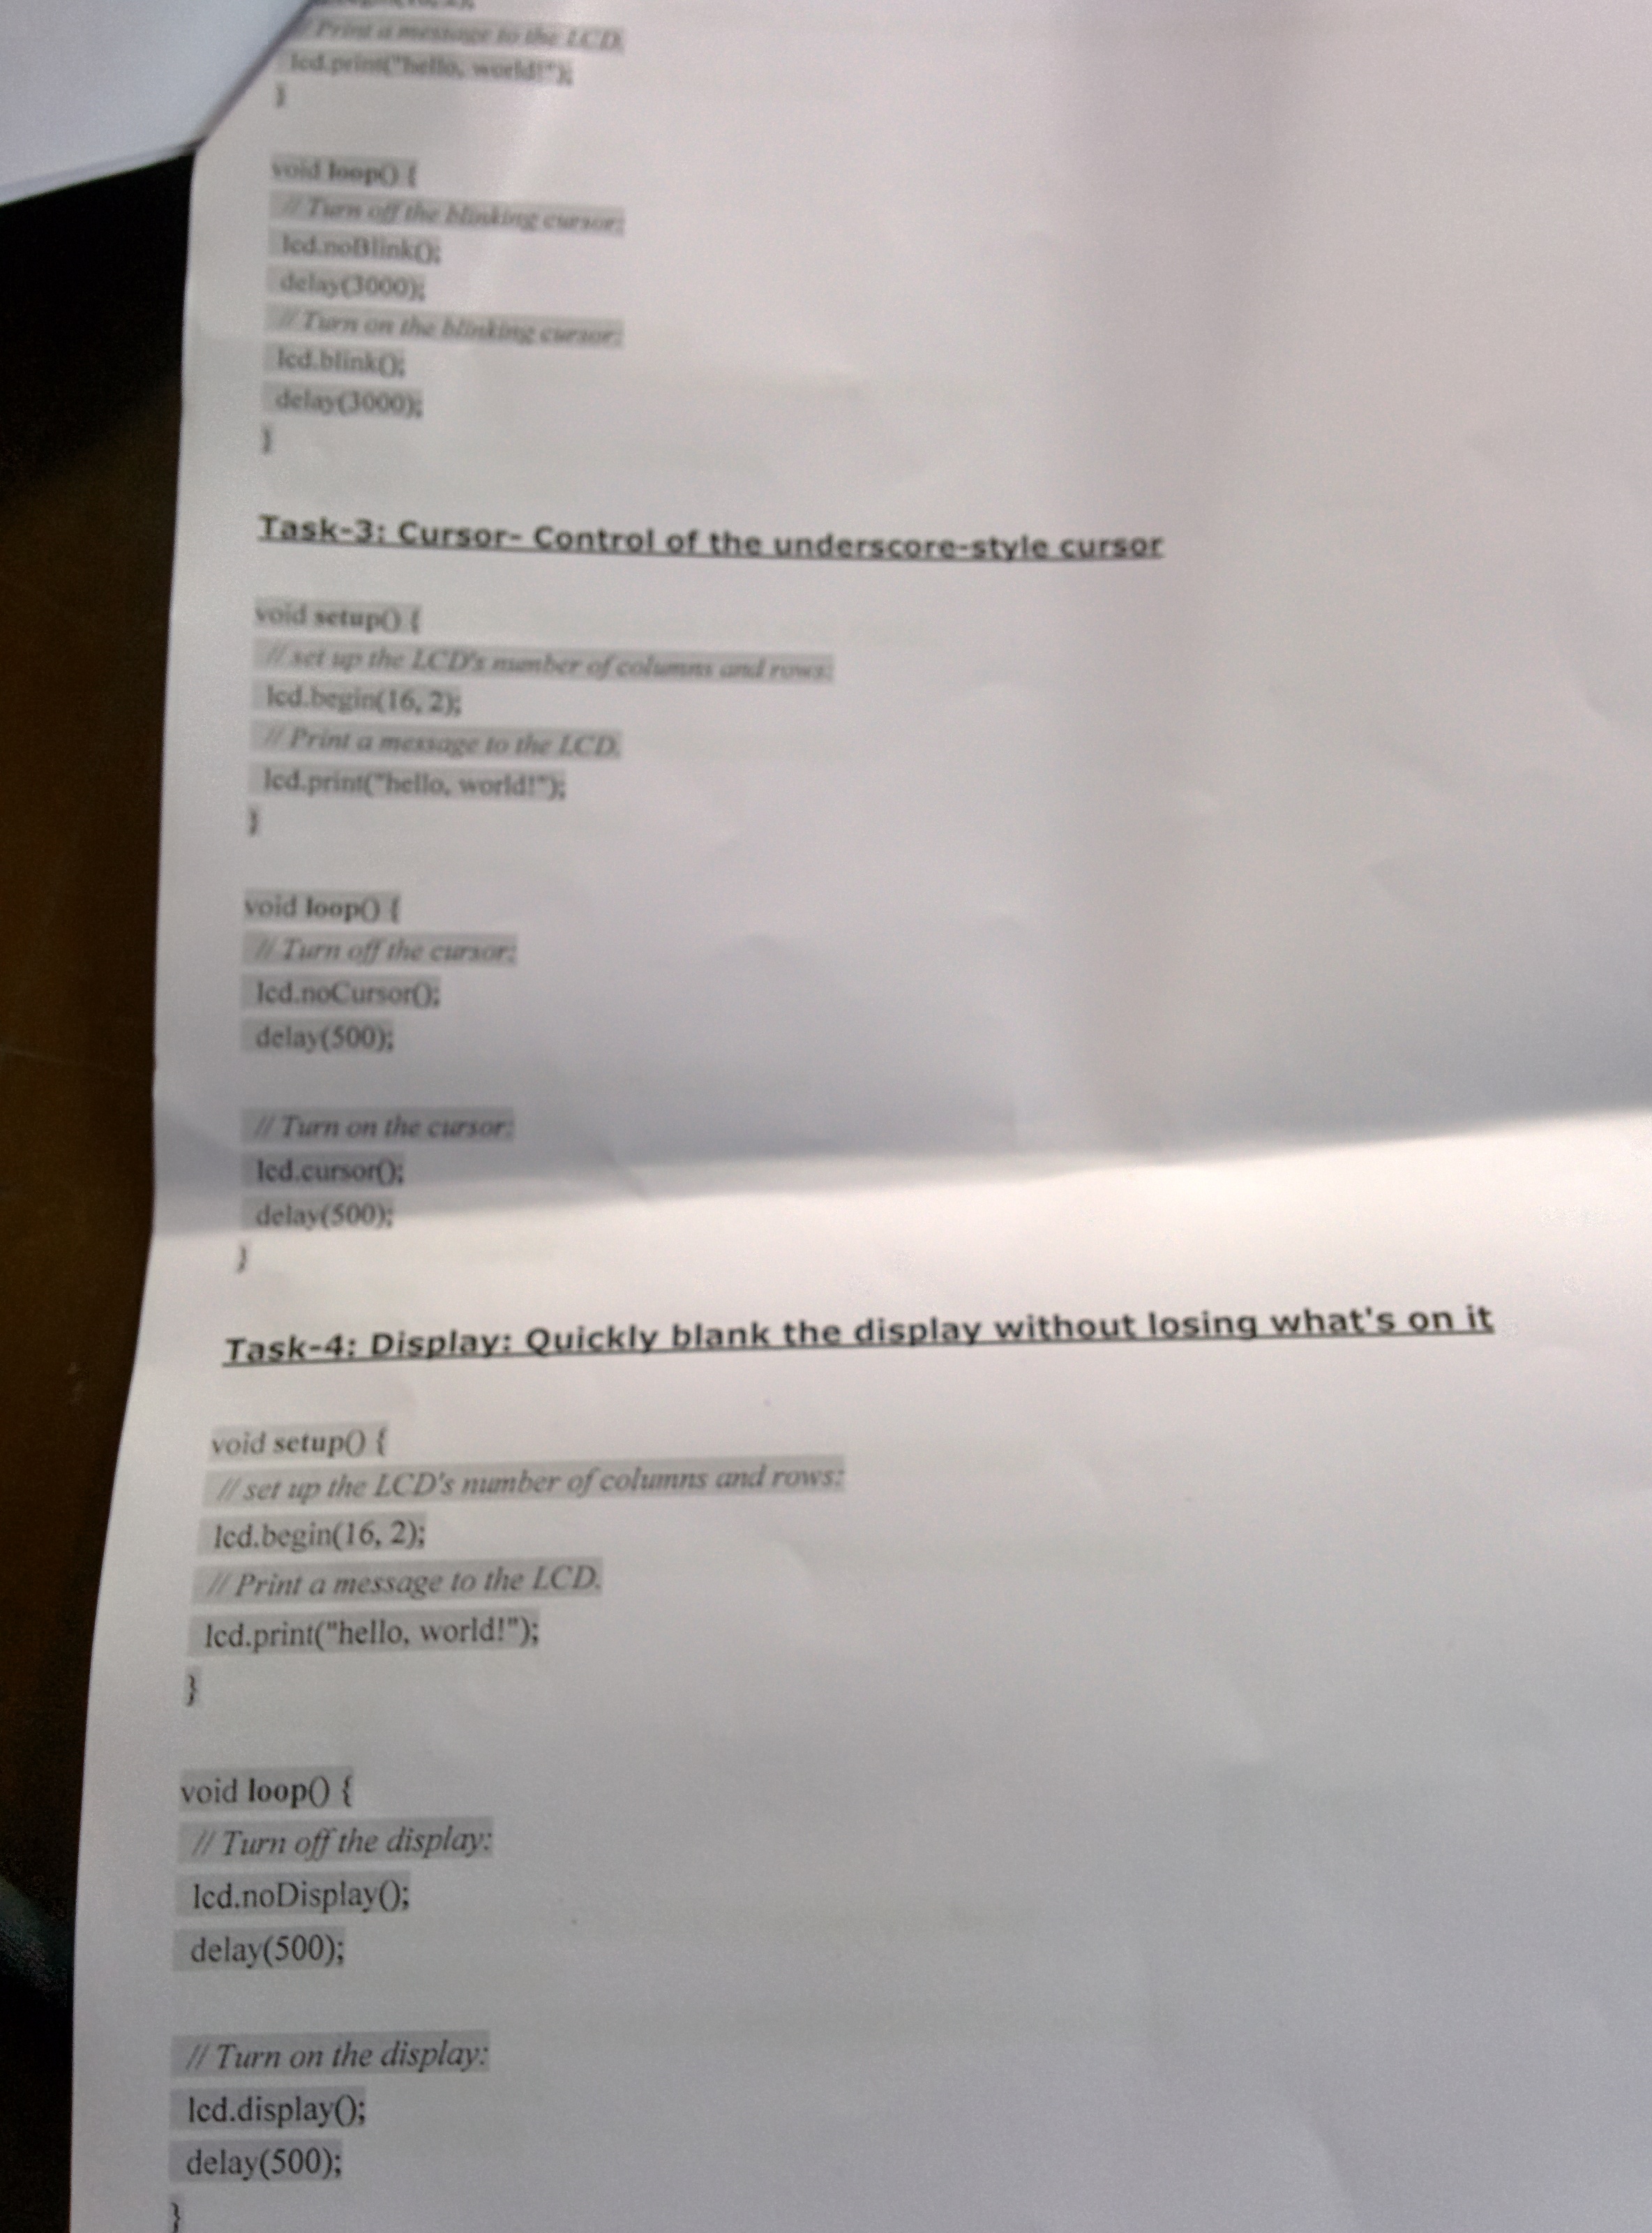 // Print a message to the LCD.
lcd.print("hello, world!");
}
void loop() {
// Turn off the blinking cursor:
lcd.noBlink();
delay(3000);
// Turn on the blinking cursor:
lcd.blink();
delay(3000);
}
Task-3: Cursor- Control of the underscore-style cursor
void setup() {
// set up the LCD's number of columns and rows:
lcd.begin(16, 2);
// Print a message to the LCD.
lcd.print("hello, world!");
}
void loop() {
// Turn off the cursor:
lcd.noCursor();
delay(500);
// Turn on the cursor:
lcd.cursor();
delay(500);
}
Task-4: Display: Quickly blank the display without losing what's on it
void setup() {
// set up the LCD's number of columns and rows:
lcd.begin(16, 2);
// Print a message to the LCD.
lcd.print("hello, world!");
}
void loop() {
// Turn off the display:
lcd.noDisplay();
delay(500);
// Turn on the display:
lcd.display();
delay(500);
}